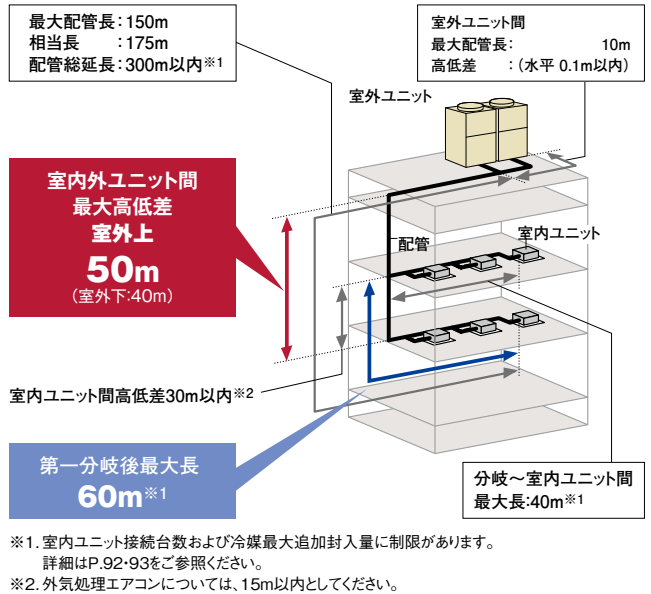 最大配管長：150m
相当長　：175m
配管総延長：300m以内※1
室外ユニット間
最大配管長：　10m
高低差　：（水平 0.1m以内）
室外ユニット
室内外ユニット間
最大高低差
室外上
50m
（室外下：40m）
配管
室内ユニット
室内ユニット間高低差30m以内※2
第一分岐後最大長
60m※1
分岐～室内ユニット間
最大長：40m※1
※1. 室内ユニット接続台数および冷媒最大追加封入量に制限があります。
詳細はP.92・93をご参照ください。
※2. 外気処理エアコンについては、15m以内としてください。